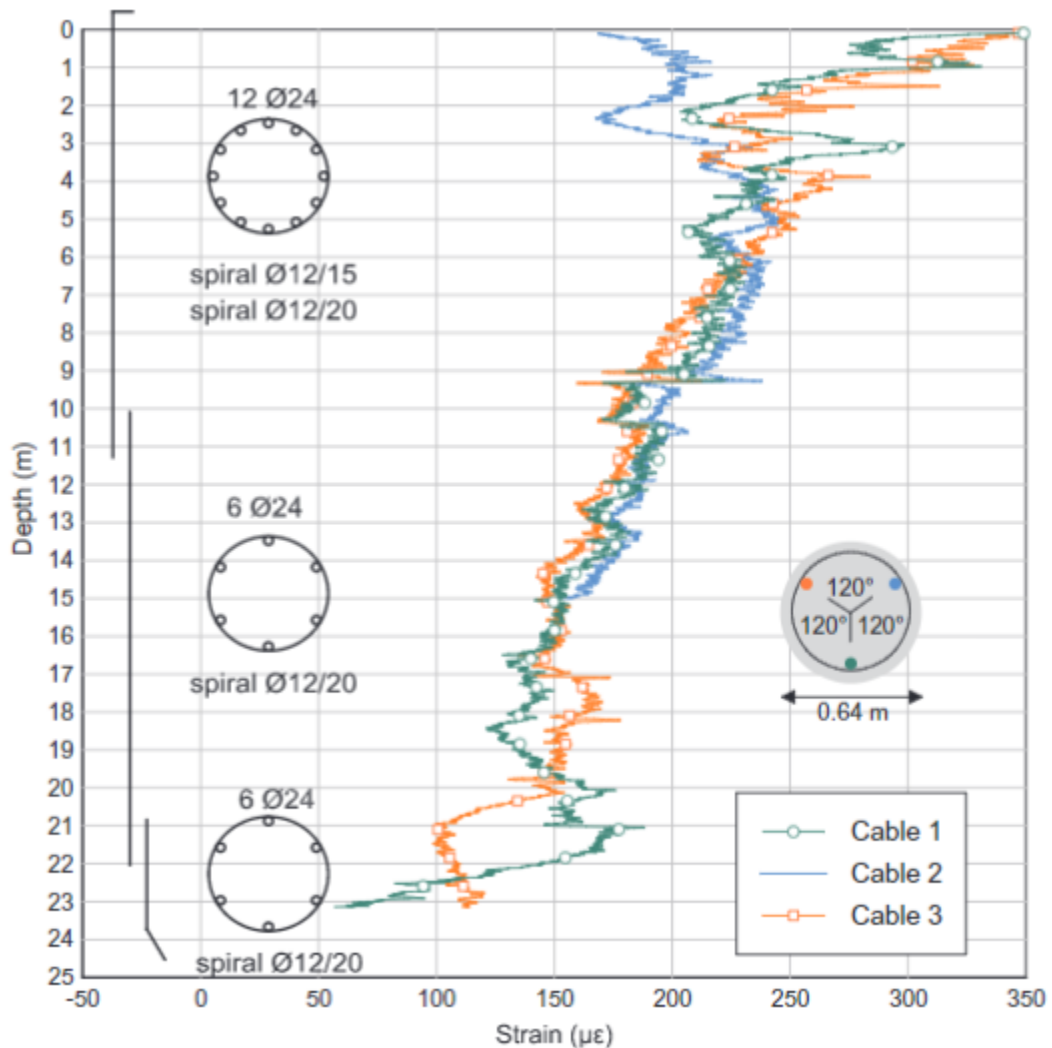 0
1
2
3
4
5
6
7
8
9
10
11
12
13
14
15
16
17
18
19
20
21
22
23
24
25
Depth (m)
12 Ø24
spiral Ø12/15
spiral Ø12/20
6 Ø24
spiral Ø12/20
6 Ø24
spiral Ø12/20
120°
120° 120°
0.64 m
Cable 1
Cable 2
Cable 3
-50 0 50 100 150 200 250 300 350
Strain (με)